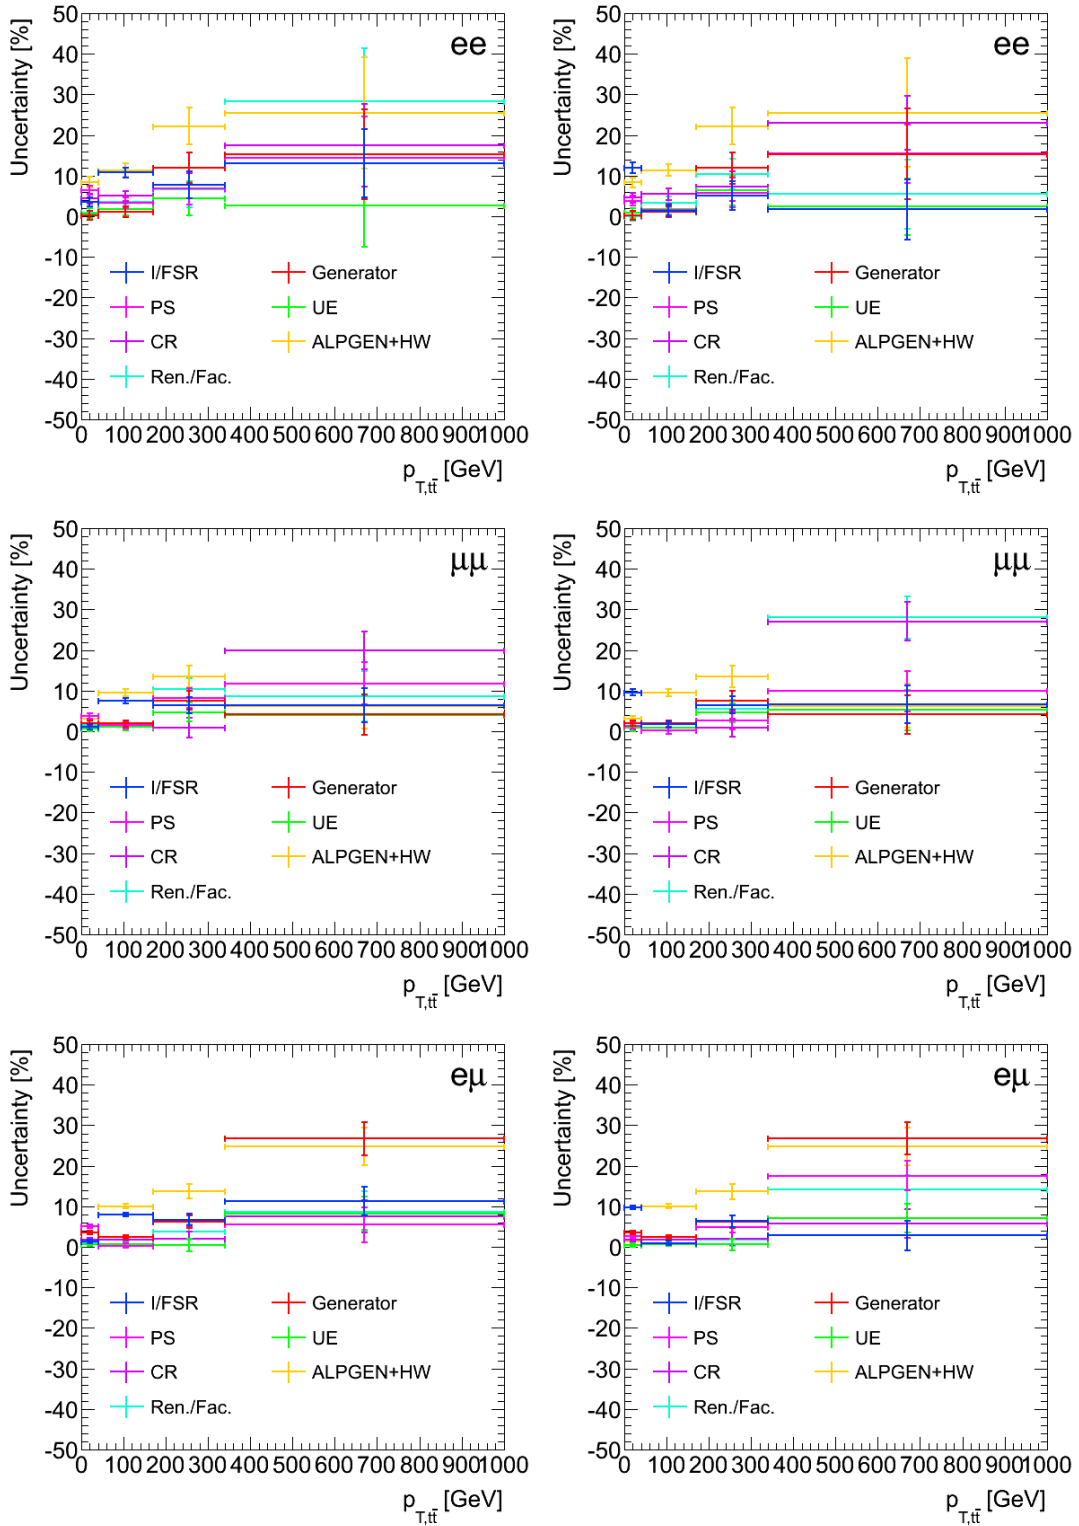 Uncertainty [%]
ee
50
40
30
20
10
0
-10
-20
-30
-40
-50
I/FSR
Generator
PS
UE
CR
ALPGEN+HW
Ren./Fac.
0 100 200 300 400 500 600 700 800 900 1000
p_T,tt̄ [GeV]
Uncertainty [%]
ee
50
40
30
20
10
0
-10
-20
-30
-40
-50
I/FSR
Generator
PS
UE
CR
ALPGEN+HW
Ren./Fac.
0 100 200 300 400 500 600 700 800 900 1000
p_T,tt̄ [GeV]
Uncertainty [%]
μμ
50
40
30
20
10
0
-10
-20
-30
-40
-50
I/FSR
Generator
PS
UE
CR
ALPGEN+HW
Ren./Fac.
0 100 200 300 400 500 600 700 800 900 1000
p_T,tt̄ [GeV]
Uncertainty [%]
μμ
50
40
30
20
10
0
-10
-20
-30
-40
-50
I/FSR
Generator
PS
UE
CR
ALPGEN+HW
Ren./Fac.
0 100 200 300 400 500 600 700 800 900 1000
p_T,tt̄ [GeV]
Uncertainty [%]
eμ
50
40
30
20
10
0
-10
-20
-30
-40
-50
I/FSR
Generator
PS
UE
CR
ALPGEN+HW
Ren./Fac.
0 100 200 300 400 500 600 700 800 900 1000
p_T,tt̄ [GeV]
Uncertainty [%]
eμ
50
40
30
20
10
0
-10
-20
-30
-40
-50
I/FSR
Generator
PS
UE
CR
ALPGEN+HW
Ren./Fac.
0 100 200 300 400 500 600 700 800 900 1000
p_T,tt̄ [GeV]